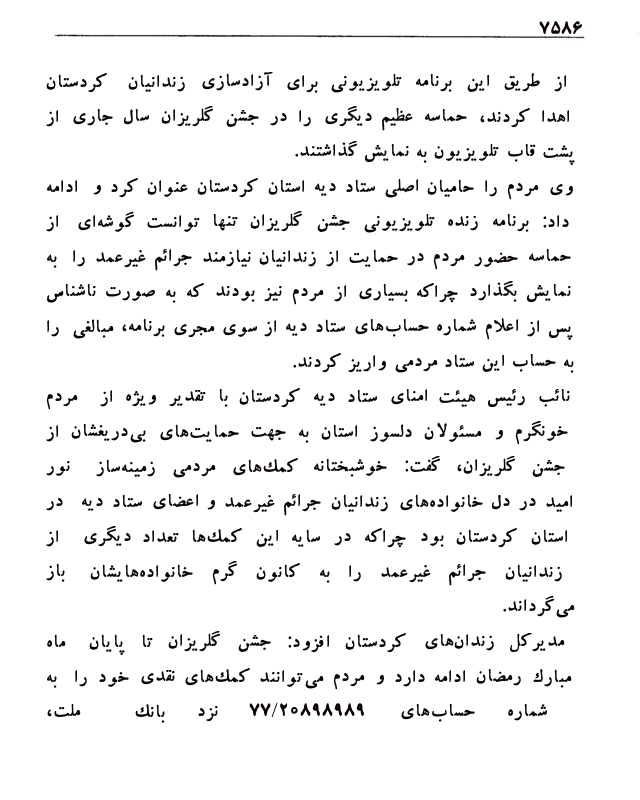 ۷۵۸۶
از طریق این برنامه تلویزیونی برای آزادسازی زندانیان کردستان
اهدا کردند، حماسه عظیم دیگری را در جشن گلریزان سال جاری از
پشت قاب تلویزیون به نمایش گذاشتند.
وی مردم را حامیان اصلی ستاد دیه استان کردستان عنوان کرد و ادامه
داد: برنامه زنده تلویزیونی جشن گلریزان تنها توانست گوشه‌ای از
حماسه حضور مردم در حمایت از زندانیان نیازمند جرائم غیرعمد را به
نمایش بگذارد چراکه بسیاری از مردم نیز بودند که به صورت ناشناس
پس از اعلام شماره حساب‌های ستاد دیه از سوی مجری برنامه، مبالغی را
به حساب این ستاد مردمی واریز کردند.
نائب رئیس هیئت امنای ستاد دیه کردستان با تقدیر ویژه از مردم
خونگرم و مسئولان دلسوز استان به جهت حمایت‌های بی‌دریغشان از
جشن گلریزان، گفت: خوشبختانه کمك‌های مردمی زمینه‌ساز نور
امید در دل خانواده‌های زندانیان جرائم غیرعمد و اعضای ستاد دیه در
استان کردستان بود چراکه در سایه این کمك‌ها تعداد دیگری از
زندانیان جرائم غیرعمد را به کانون گرم خانواده‌هایشان باز
می‌گرداند.
مدیرکل زندان‌های کردستان افزود: جشن گلریزان تا پایان ماه
مبارك رمضان ادامه دارد و مردم می‌توانند کمك‌های نقدی خود را به
شماره حساب‌های ۷۷/۲۰۸۹۸۹۸۹ نزد بانك ملت،